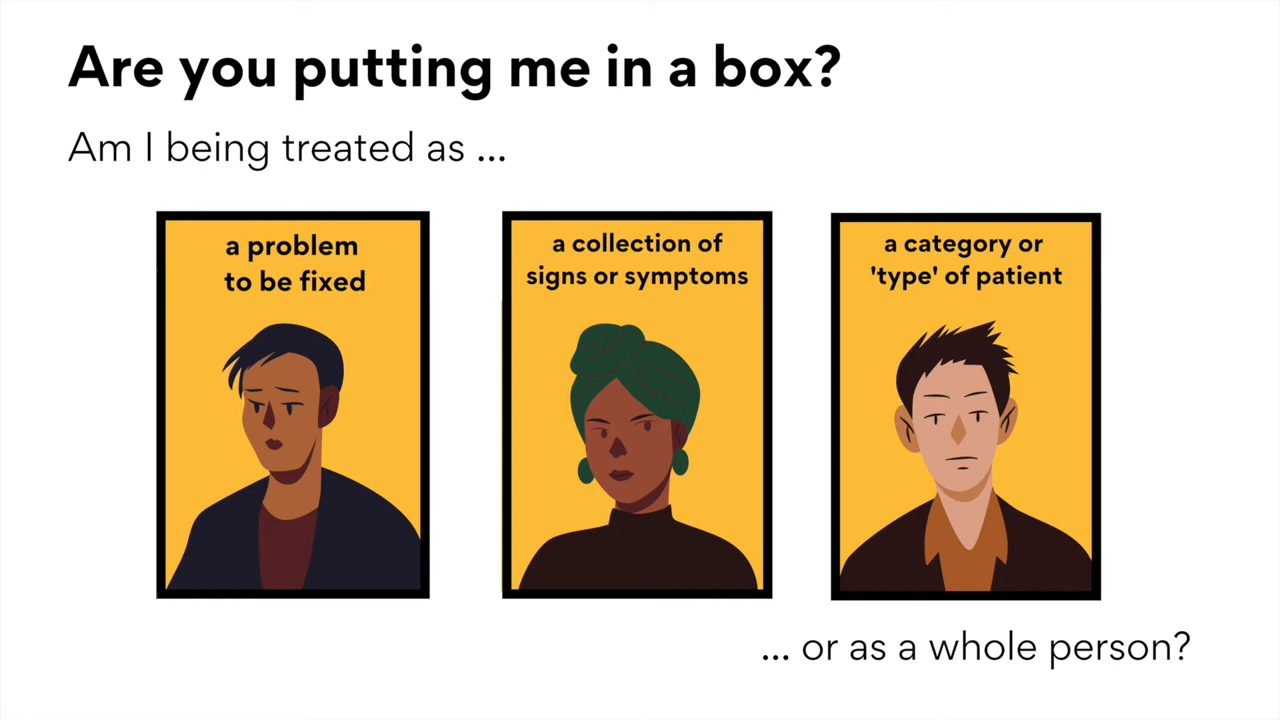 Are you putting me in a box?
Am I being treated as ...
a problem
to be fixed
a collection of
signs or symptoms
a category or
'type' of patient
... or as a whole person?